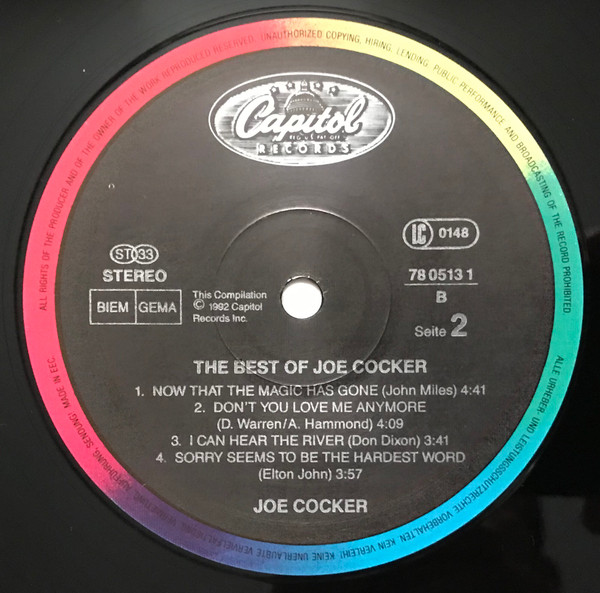 ALL RIGHTS OF THE PRODUCER AND OF THE OWNER OF THE WORK REPRODUCED RESERVED. UNAUTHORIZED COPYING, HIRING, LENDING, PUBLIC PERFORMANCE AND BROADCASTING OF THE RECORD PROHIBITED.
Capitol
RECORDS
ST 33
STEREO
BIEM GEMA
This Compilation
© 1992 Capitol
Records Inc.
LC 0148
78 0513 1
B
Seite 2
THE BEST OF JOE COCKER
1. NOW THAT THE MAGIC HAS GONE (John Miles) 4:41
2. DON'T YOU LOVE ME ANYMORE
(D. Warren/A. Hammond) 4:09
3. I CAN HEAR THE RIVER (Don Dixon) 3:41
4. SORRY SEEMS TO BE THE HARDEST WORD
(Elton John) 3:57
JOE COCKER
ALLE URHEBER- UND LEISTUNGSSCHUTZRECHTE VORBEHALTEN. KEIN VERLEIH! KEINE UNERLAUBTE VERVIELFÄLTIGUNG, SENDUNG! MADE IN EEC.